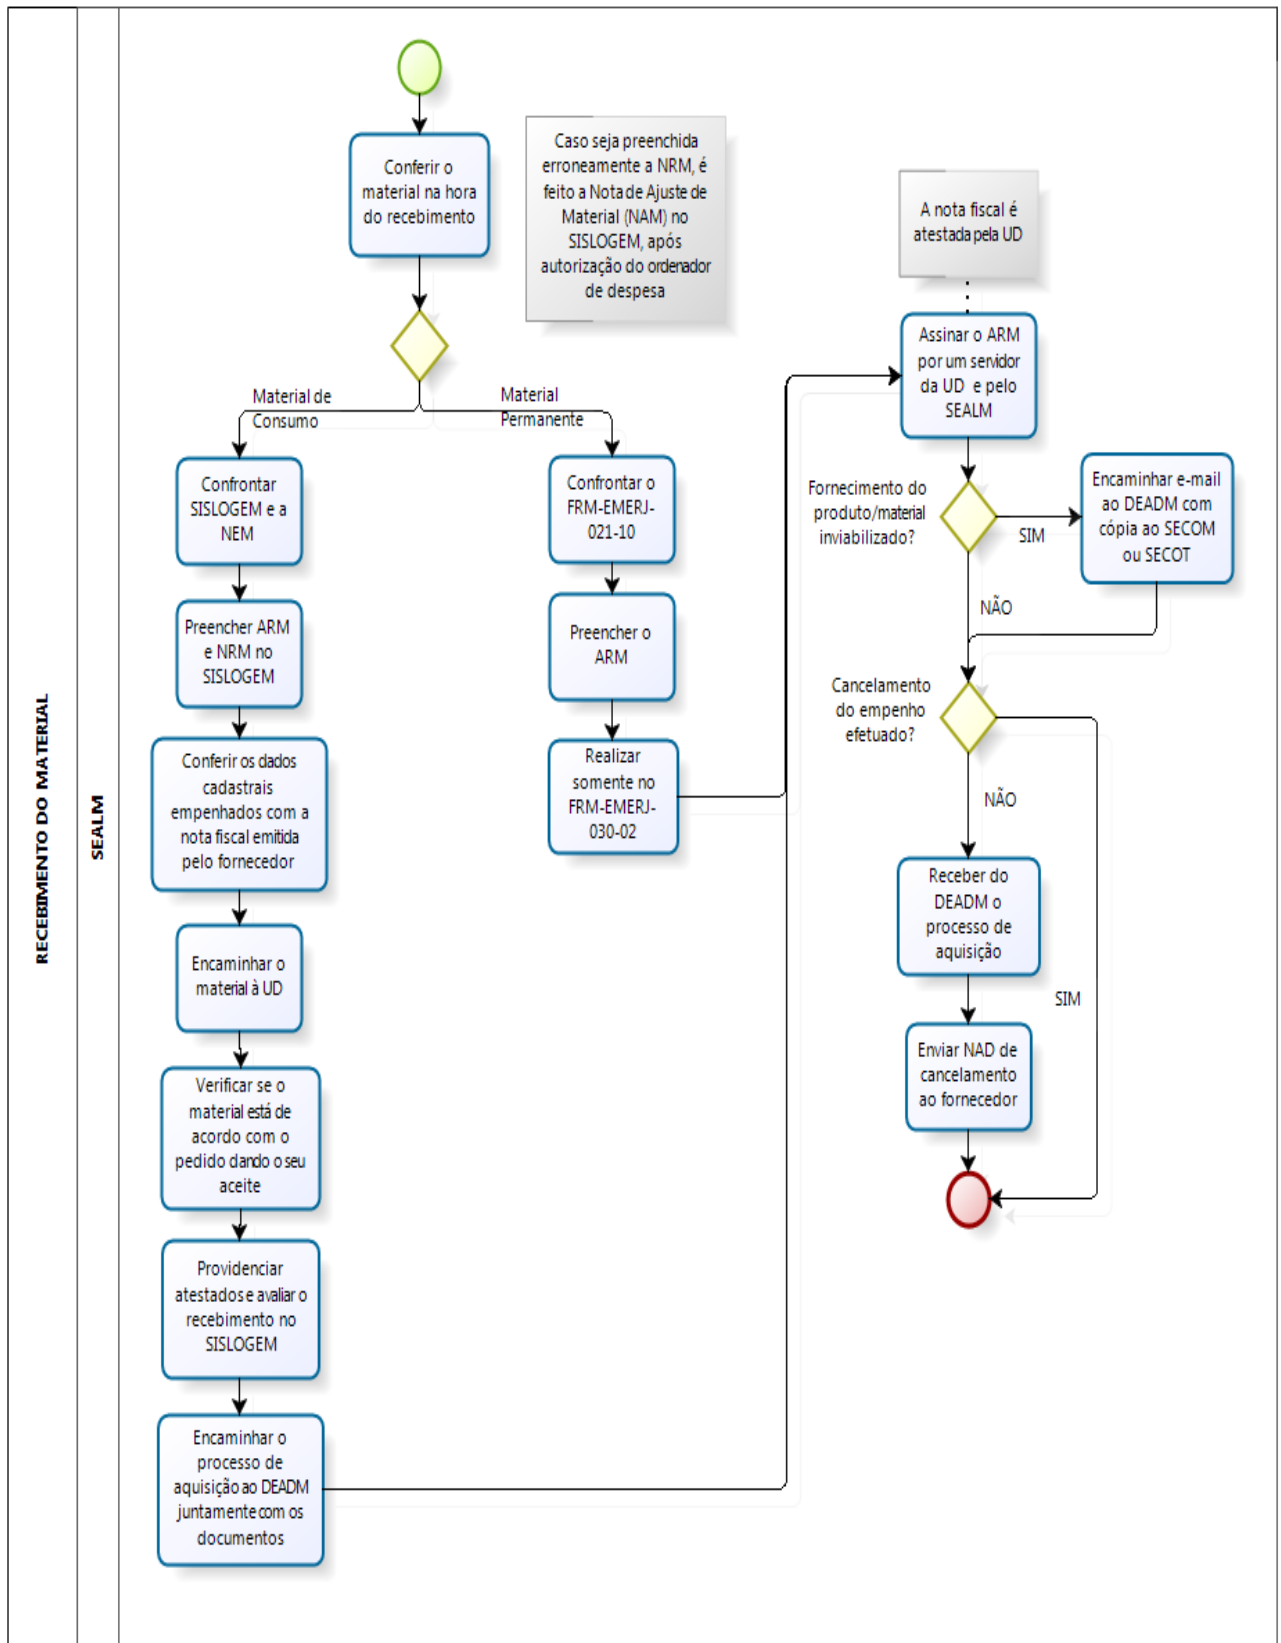 RECEBIMENTO DO MATERIAL
SEALM
Conferir o
material na hora
do recebimento
Caso seja preenchida
erroneamente a NRM, é
feito a Nota de Ajuste de
Material (NAM) no
SISLOGEM, após
autorização do ordenador
de despesa
Material de
Consumo
Material
Permanente
Confrontar
SISLOGEM e a
NEM
Preencher ARM
e NRM no
SISLOGEM
Conferir os dados
cadastrais
empenhados com a
nota fiscal emitida
pelo fornecedor
Encaminhar o
material à UD
Verificar se o
material está de
acordo com o
pedido dando o seu
aceite
Providenciar
atestados e avaliar o
recebimento no
SISLOGEM
Encaminhar o
processo de
aquisição ao DEADM
juntamente com os
documentos
Confrontar o
FRM-EMERJ-
021-10
Preencher o
ARM
Realizar
somente no
FRM-EMERJ-
030-02
A nota fiscal é
atestada pela UD
Assinar o ARM
por um servidor
da UD e pelo
SEALM
Fornecimento do
produto/material
inviabilizado?
SIM
Encaminhar e-mail
ao DEADM com
cópia ao SECOM
ou SECOT
NÃO
Cancelamento
do empenho
efetuado?
NÃO
SIM
Receber do
DEADM o
processo de
aquisição
Enviar NAD de
cancelamento
ao fornecedor